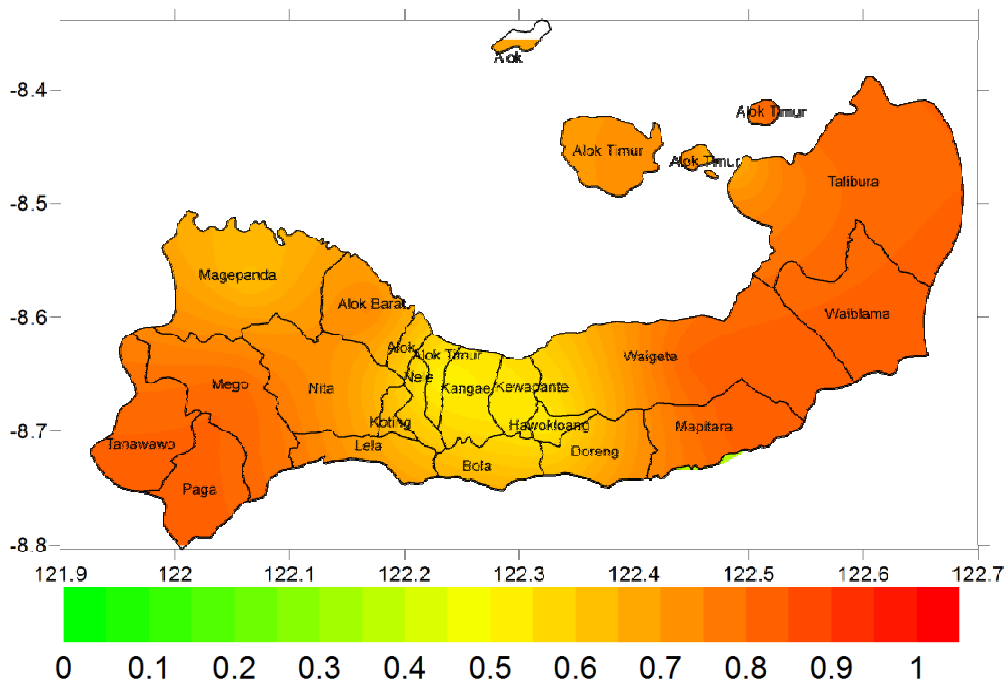 Alok
-8.4
Alok Timur
Alok Timur
Alok Timur
Talibura
-8.5
Magepanda
Alok Barat
-8.6
Waiblama
Alok
Alok Timur
Waigete
Nele
Mego
Nita
Kangae
Kewapante
-8.7
Koting
Hawokloang
Mapitara
Tanawawo
Lela
Doreng
Bola
Paga
-8.8
121.9 122 122.1 122.2 122.3 122.4 122.5 122.6 122.7
0 0.1 0.2 0.3 0.4 0.5 0.6 0.7 0.8 0.9 1